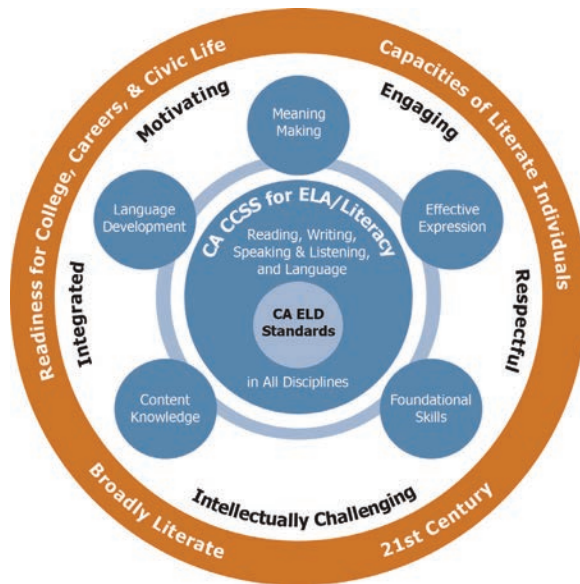 Readiness for College, Careers, & Civic Life
Capacities of Literate Individuals
Broadly Literate
21st Century
Motivating
Engaging
Integrated
Respectful
Intellectually Challenging
Meaning
Making
Language
Development
Effective
Expression
Content
Knowledge
Foundational
Skills
CA CCSS for ELA/Literacy
Reading, Writing,
Speaking & Listening,
and Language
CA ELD
Standards
in All Disciplines